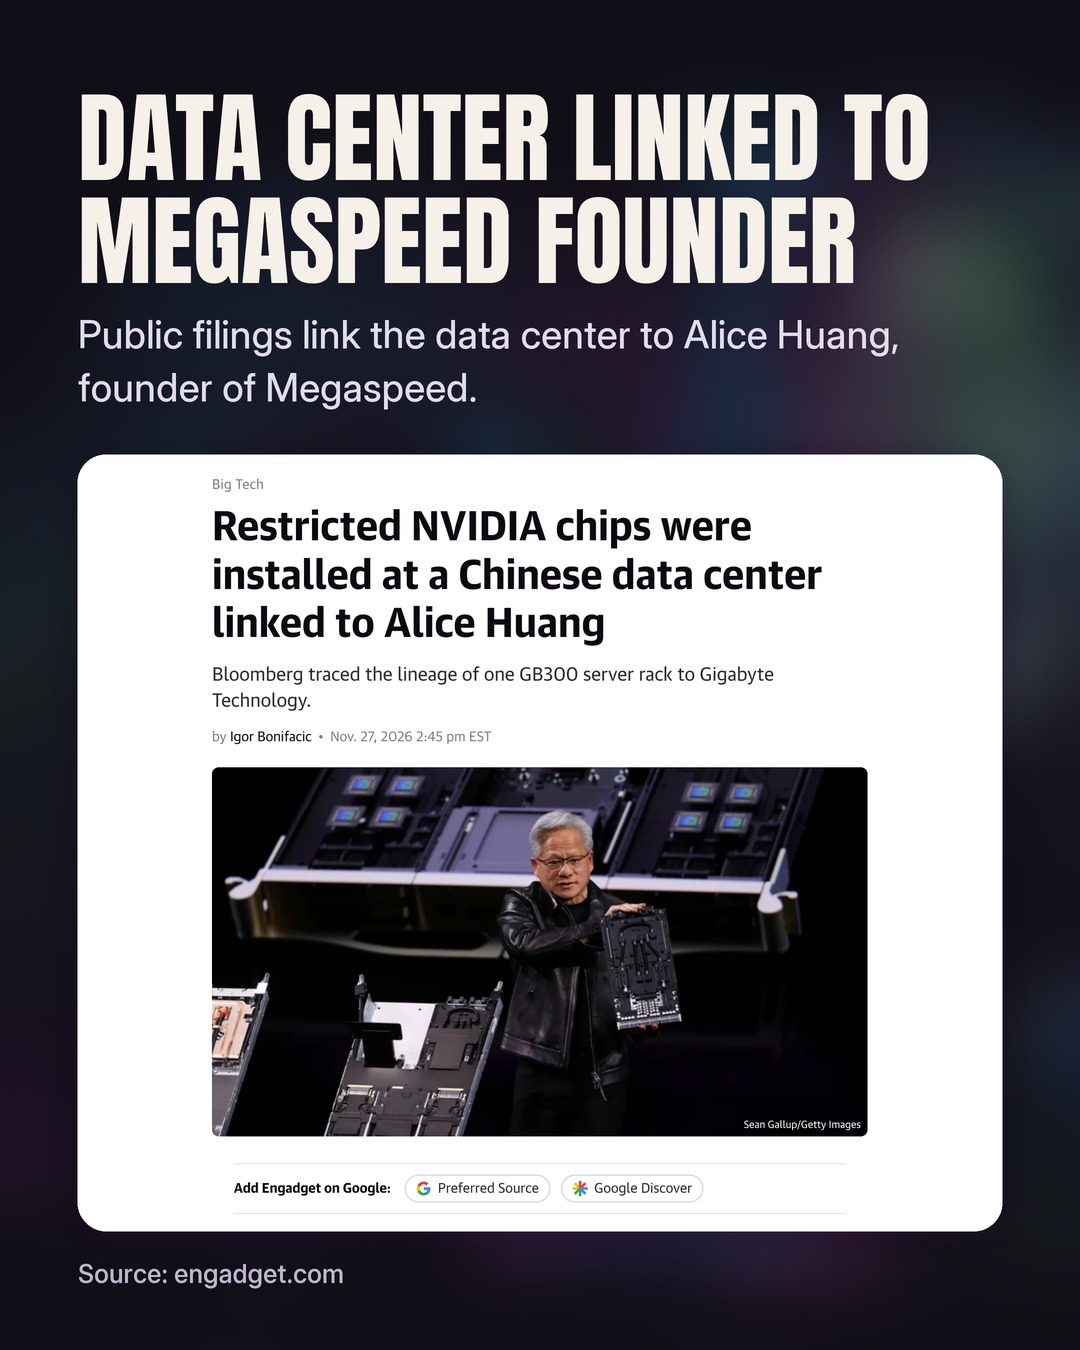 DATA CENTER LINKED TO
MEGASPEED FOUNDER
Public filings link the data center to Alice Huang,
founder of Megaspeed.
Big Tech
Restricted NVIDIA chips were
installed at a Chinese data center
linked to Alice Huang
Bloomberg traced the lineage of one GB300 server rack to Gigabyte
Technology.
by Igor Bonifacic • Nov. 27, 2026 2:45 pm EST
Sean Gallup/Getty Images
Add Engadget on Google: Preferred Source Google Discover
Source: engadget.com